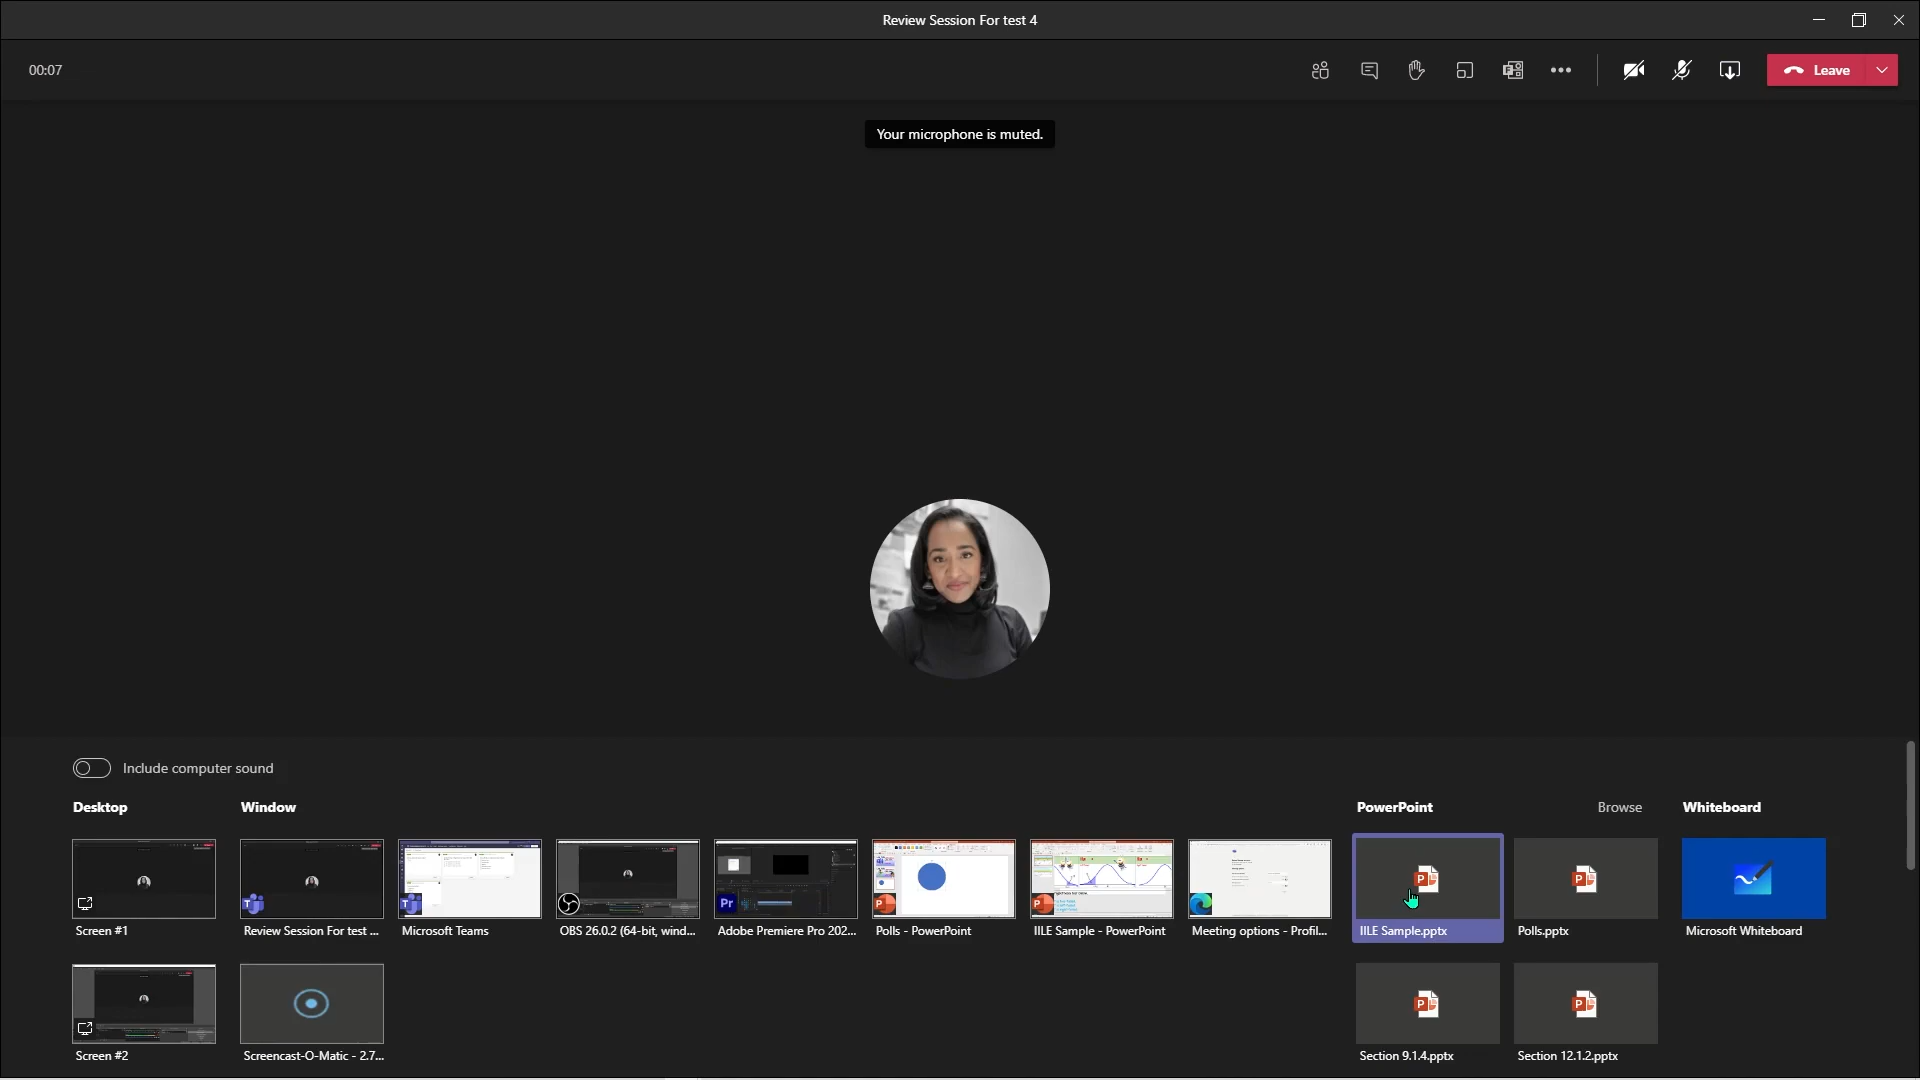 Review Session For test 4
00:07
Leave
Your microphone is muted.
Include computer sound
Desktop
Window
PowerPoint
Browse
Whiteboard
Screen #1
Review Session For test ...
Microsoft Teams
OBS 26.0.2 (64-bit, wind...
Adobe Premiere Pro 202...
Polls - PowerPoint
IILE Sample - PowerPoint
Meeting options - Profil...
IILE Sample.pptx
Polls.pptx
Microsoft Whiteboard
Screen #2
Screencast-O-Matic - 2.7...
Section 9.1.4.pptx
Section 12.1.2.pptx